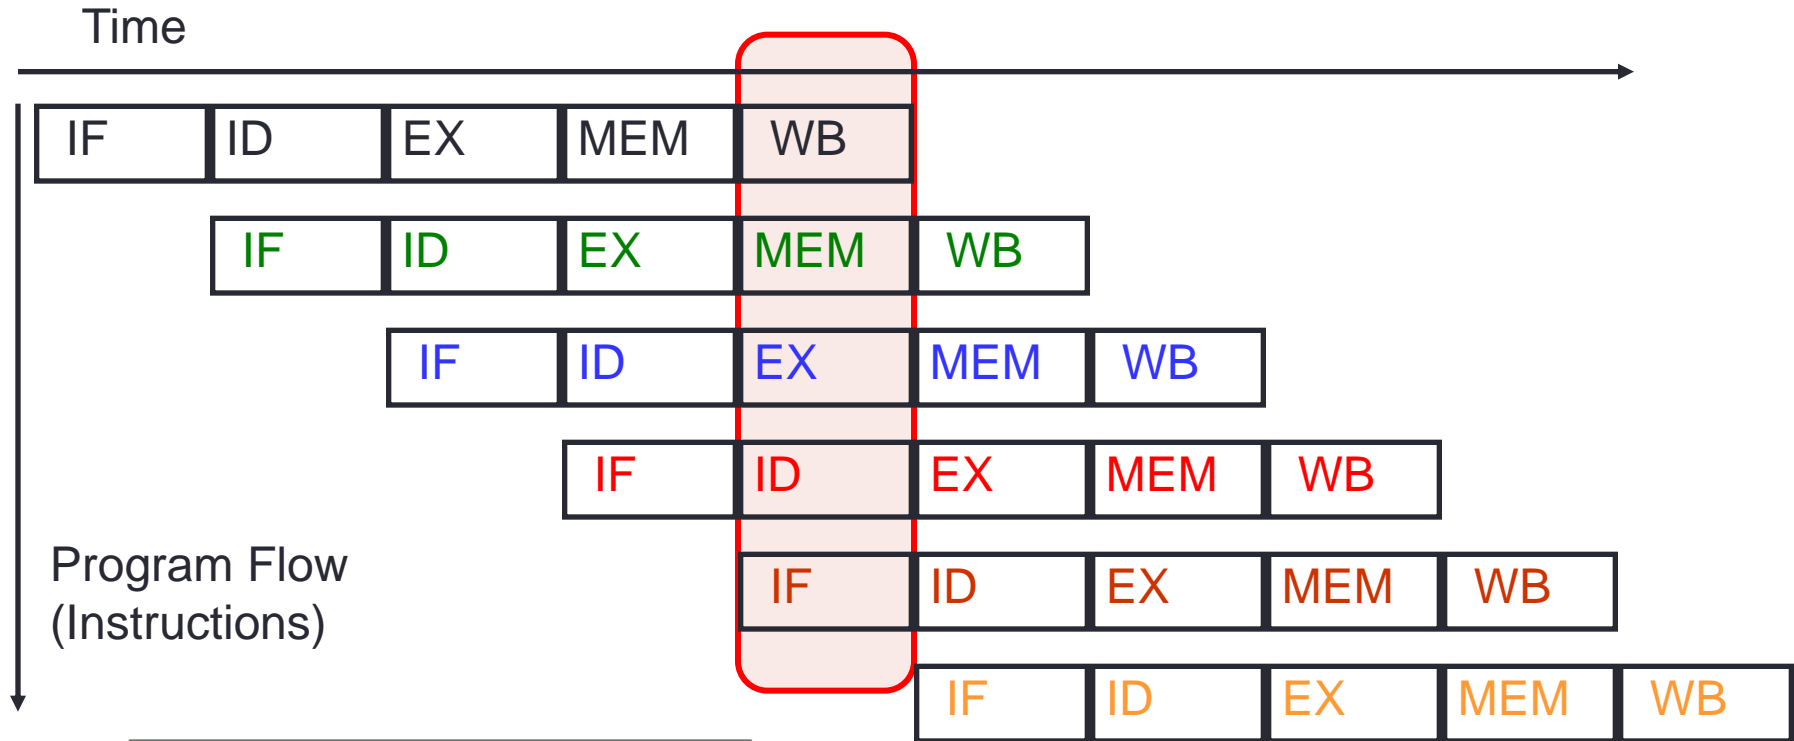 Time
IF ID EX MEM WB
IF ID EX MEM WB
IF ID EX MEM WB
IF ID EX MEM WB
Program Flow
(Instructions)
IF ID EX MEM WB
IF ID EX MEM WB